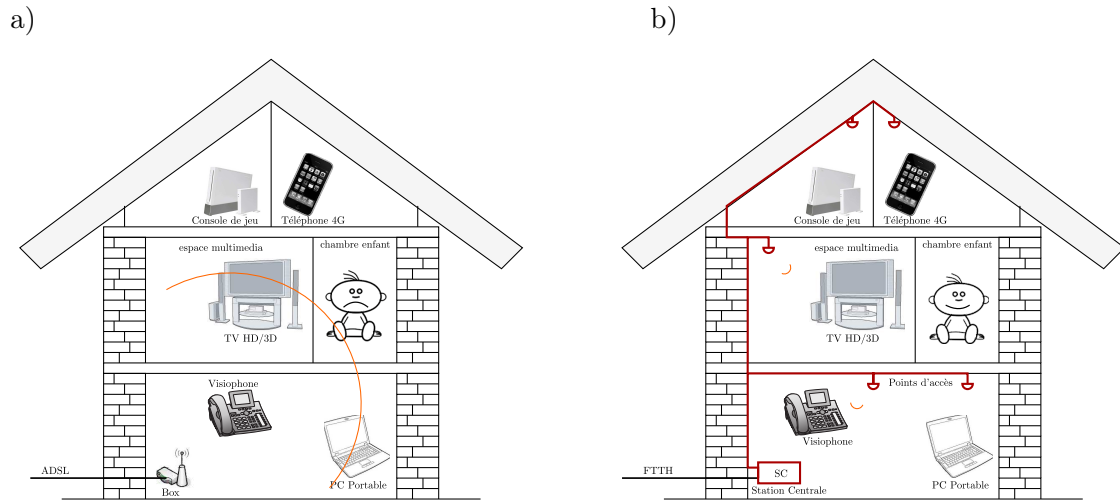 a)
Console de jeu
Téléphone 4G
espace multimedia
chambre enfant
TV HD/3D
Visiophone
ADSL
Box
PC Portable
b)
Console de jeu
Téléphone 4G
espace multimedia
chambre enfant
TV HD/3D
Points d'accès
Visiophone
FTTH
SC
Station Centrale
PC Portable